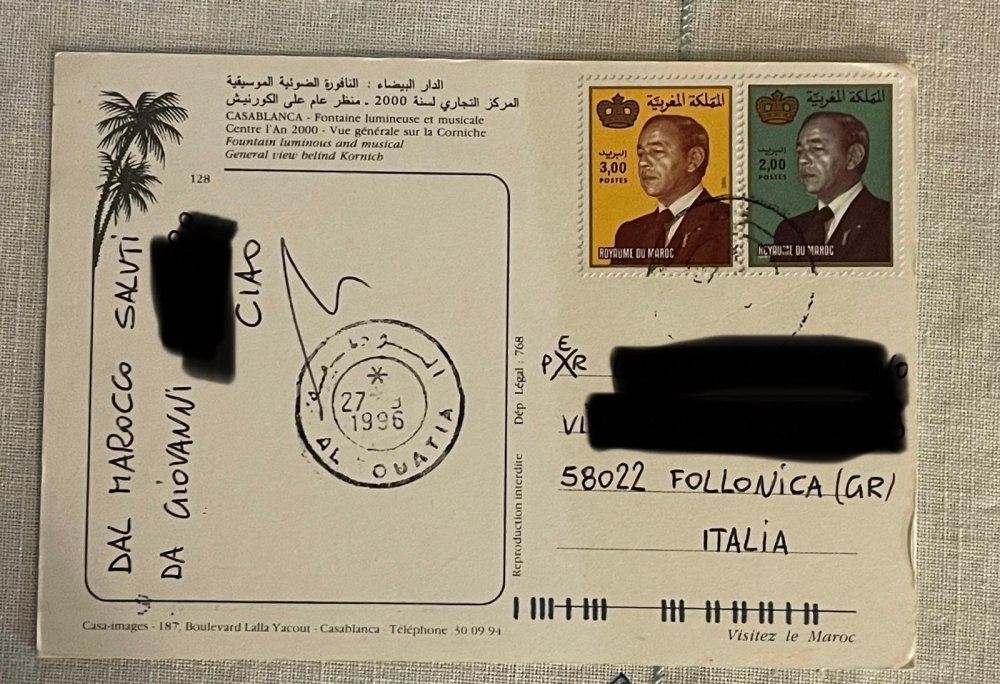 الدار البيضاء : النافورة الضوئية الموسيقية
المركز التجاري لسنة 2000 - منظر عام على الكورنيش
CASABLANCA - Fontaine lumineuse et musicale
Centre l'An 2000 - Vue générale sur la Corniche
Fountain luminous and musical
General view belind Kornich
128
DAL MAROCCO SALUTI
DA GIOVANNI
CIAO
27
1996
AL OUATIA
Reproduction interdite Dép Légal : 768
المملكة المغربية
البريد
3,00
POSTES
ROYAUME DU MAROC
المملكة المغربية
البريد
2,00
POSTES
ROYAUME DU MAROC
PER
58022 FOLLONICA (GR)
ITALIA
Casa-images - 187, Boulevard Lalla Yacout - Casablanca - Téléphone 30.09.94
Visitez le Maroc